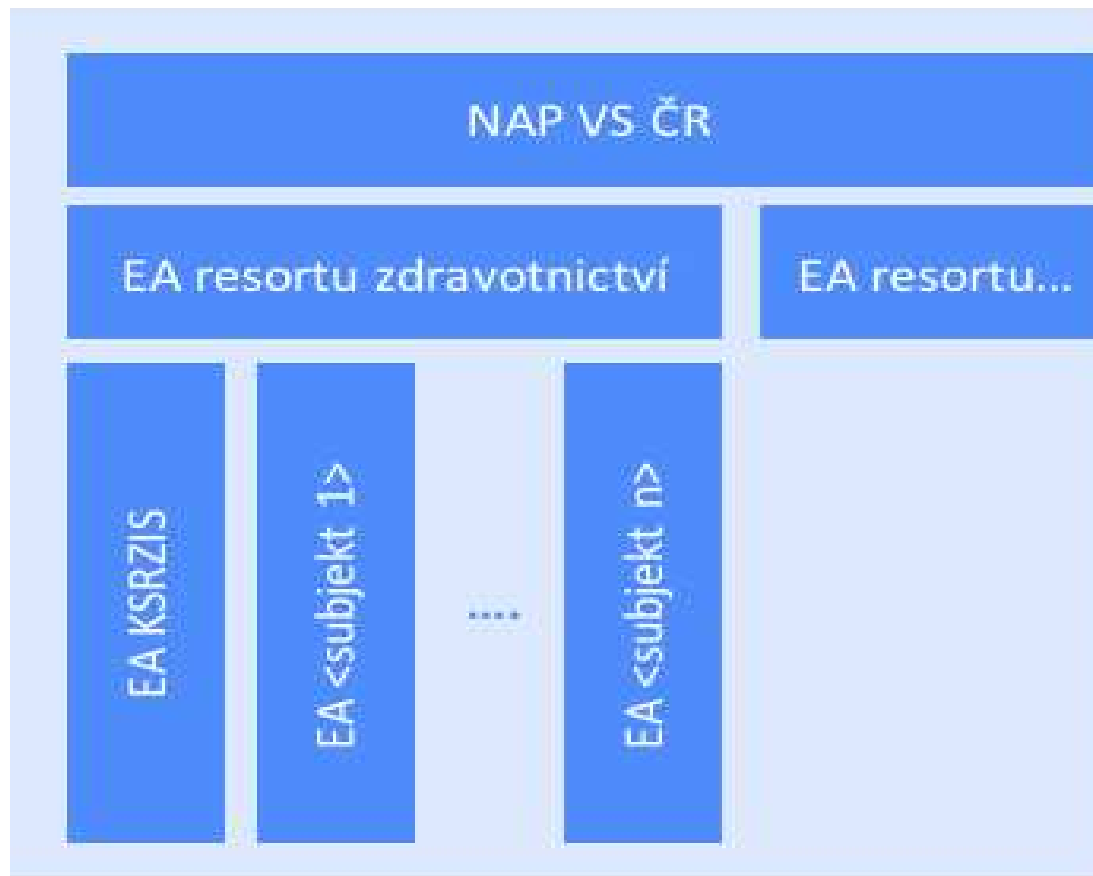 NAP VS ČR
EA resortu zdravotnictví
EA resortu...
EA KSRZIS
EA <subjekt 1>
....
EA <subjekt n>